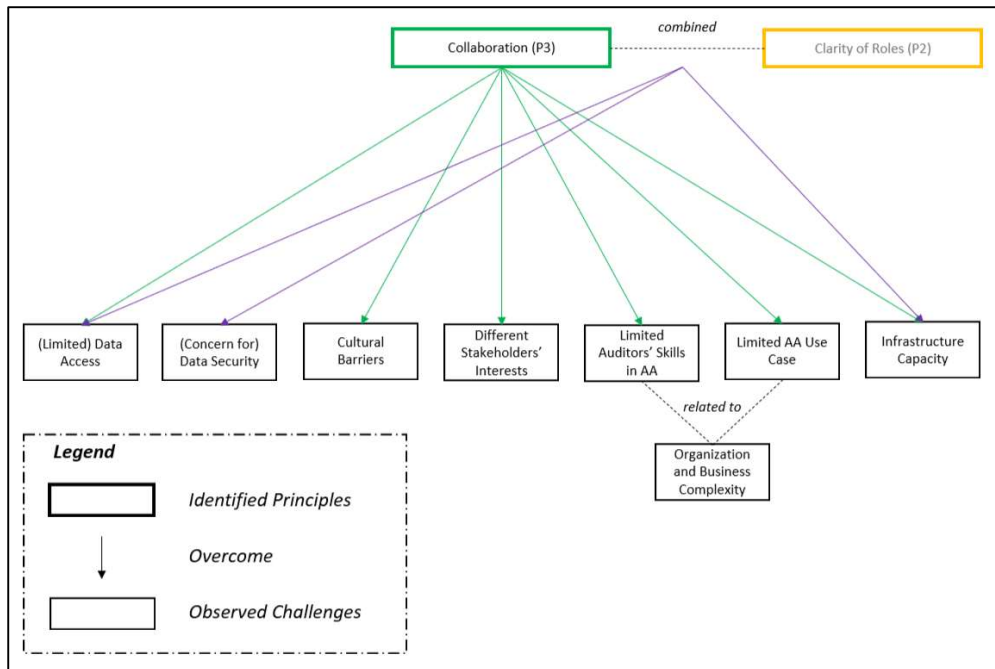 combined
Collaboration (P3)
Clarity of Roles (P2)
(Limited) Data
Access
(Concern for)
Data Security
Cultural
Barriers
Different
Stakeholders’
Interests
Limited
Auditors’ Skills
in AA
Limited AA Use
Case
Infrastructure
Capacity
related to
Organization
and Business
Complexity
Legend
Identified Principles
Overcome
Observed Challenges